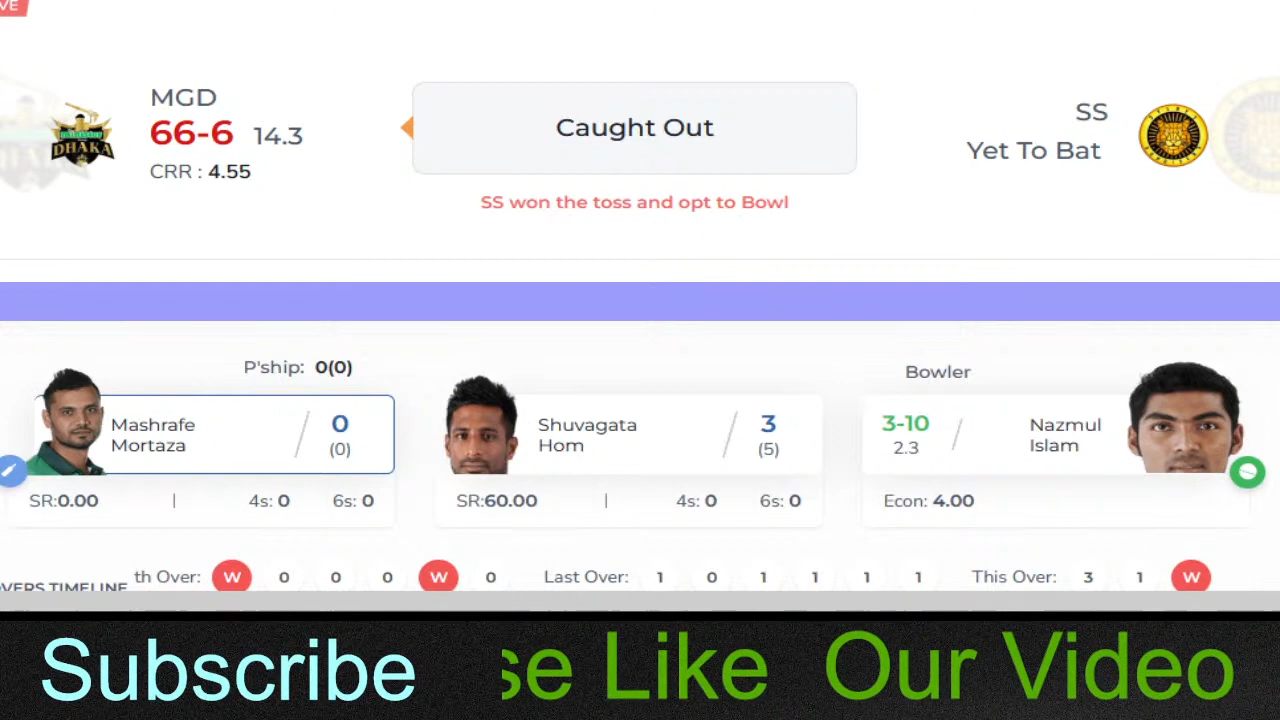 VE
MGD
66-6 14.3
CRR : 4.55
DHAKA
Caught Out
SS won the toss and opt to Bowl
SS
Yet To Bat
P'ship: 0(0)
Mashrafe
Mortaza
0
(0)
SR:0.00 | 4s: 0 6s: 0
Shuvagata
Hom
3
(5)
SR:60.00 | 4s: 0 6s: 0
Bowler
3-10
2.3
Nazmul
Islam
Econ: 4.00
OVERS TIMELINE
th Over: W 0 0 0 W 0
Last Over: 1 0 1 1 1 1
This Over: 3 1 W
Subscribe
se Like Our Video